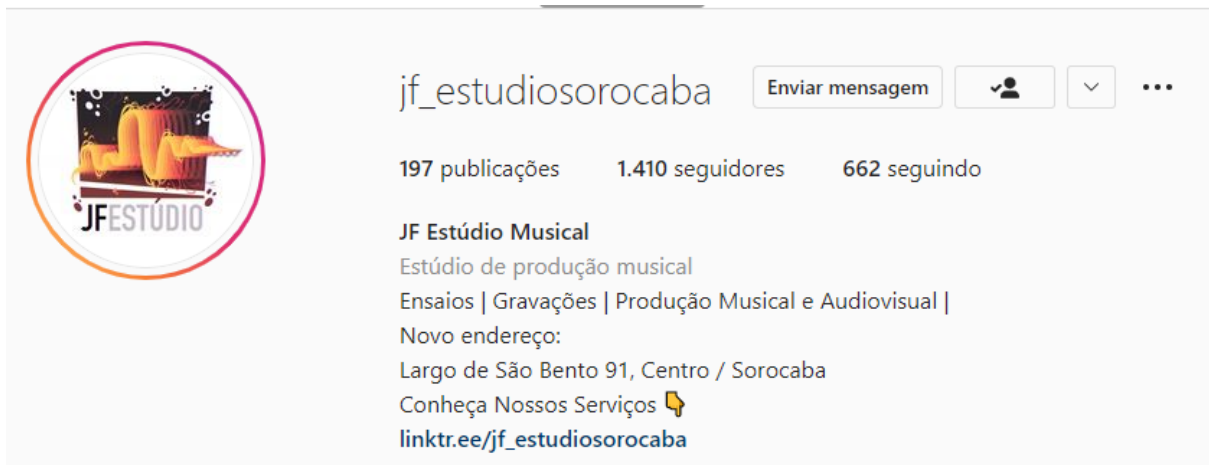 JFESTÚDIO
jf_estudiosorocaba Enviar mensagem
197 publicações 1.410 seguidores 662 seguindo
JF Estúdio Musical
Estúdio de produção musical
Ensaios | Gravações | Produção Musical e Audiovisual |
Novo endereço:
Largo de São Bento 91, Centro / Sorocaba
Conheça Nossos Serviços 👇
linktr.ee/jf_estudiosorocaba